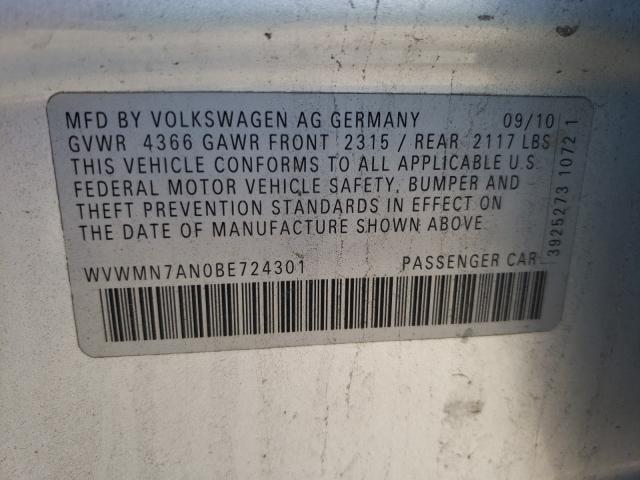 MFD BY VOLKSWAGEN AG GERMANY 09/10
GVWR 4366 GAWR FRONT 2315 / REAR 2117 LBS
THIS VEHICLE CONFORMS TO ALL APPLICABLE U.S.
FEDERAL MOTOR VEHICLE SAFETY, BUMPER AND
THEFT PREVENTION STANDARDS IN EFFECT ON
THE DATE OF MANUFACTURE SHOWN ABOVE.
WVWMN7AN0BE724301 PASSENGER CAR
3925273 1072 1